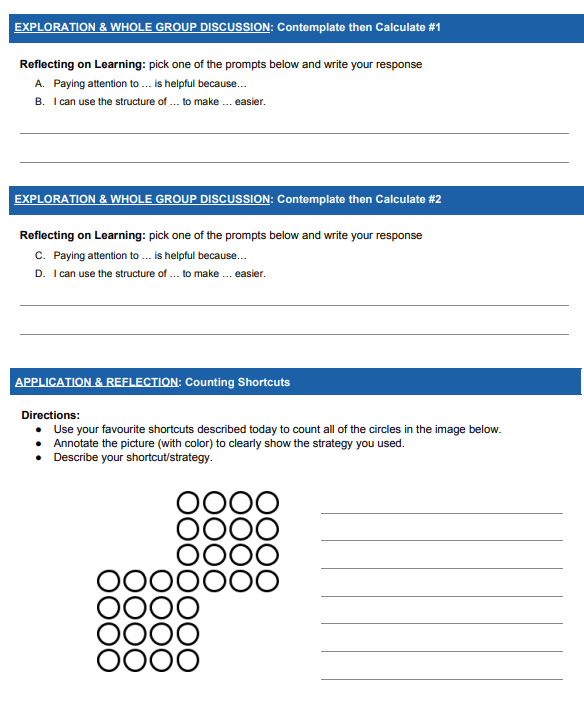 EXPLORATION & WHOLE GROUP DISCUSSION: Contemplate then Calculate #1
Reflecting on Learning: pick one of the prompts below and write your response
A. Paying attention to … is helpful because…
B. I can use the structure of … to make … easier.
EXPLORATION & WHOLE GROUP DISCUSSION: Contemplate then Calculate #2
Reflecting on Learning: pick one of the prompts below and write your response
C. Paying attention to … is helpful because…
D. I can use the structure of … to make … easier.
APPLICATION & REFLECTION: Counting Shortcuts
Directions:
● Use your favourite shortcuts described today to count all of the circles in the image below.
● Annotate the picture (with color) to clearly show the strategy you used.
● Describe your shortcut/strategy.